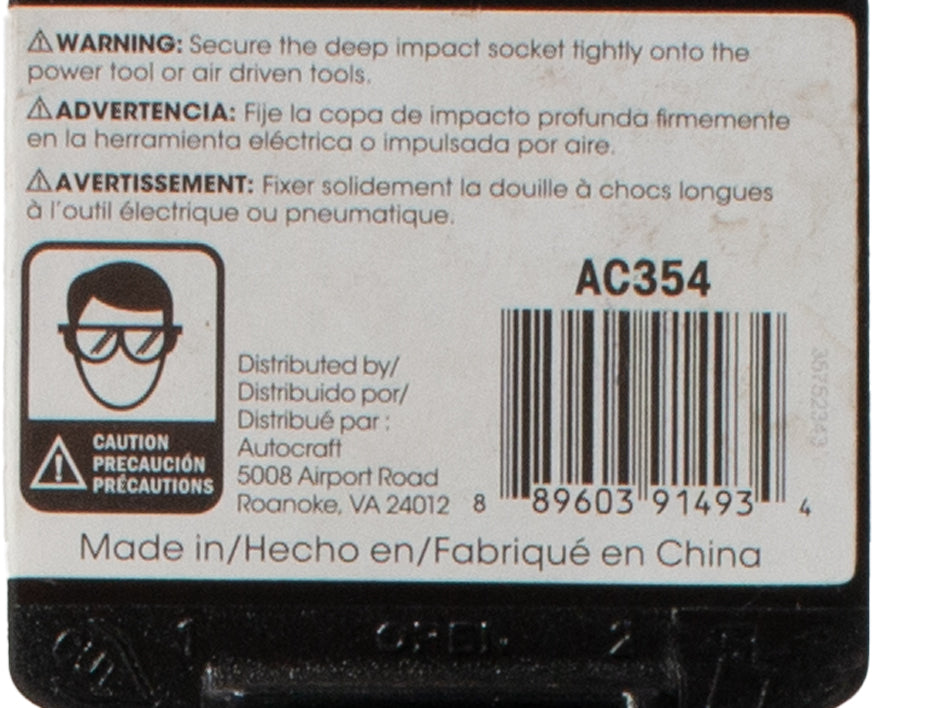 ⚠WARNING: Secure the deep impact socket tightly onto the
power tool or air driven tools.
⚠ADVERTENCIA: Fije la copa de impacto profunda firmemente
en la herramienta eléctrica o impulsada por aire.
⚠AVERTISSEMENT: Fixer solidement la douille à chocs longues
à l'outil électrique ou pneumatique.
AC354
Distributed by/
Distribuido por/
Distribué par :
Autocraft
5008 Airport Road
Roanoke, VA 24012
CAUTION
PRECAUCIÓN
PRÉCAUTIONS
8 89603 91493 4
Made in/Hecho en/Fabriqué en China
1 OPEN 2